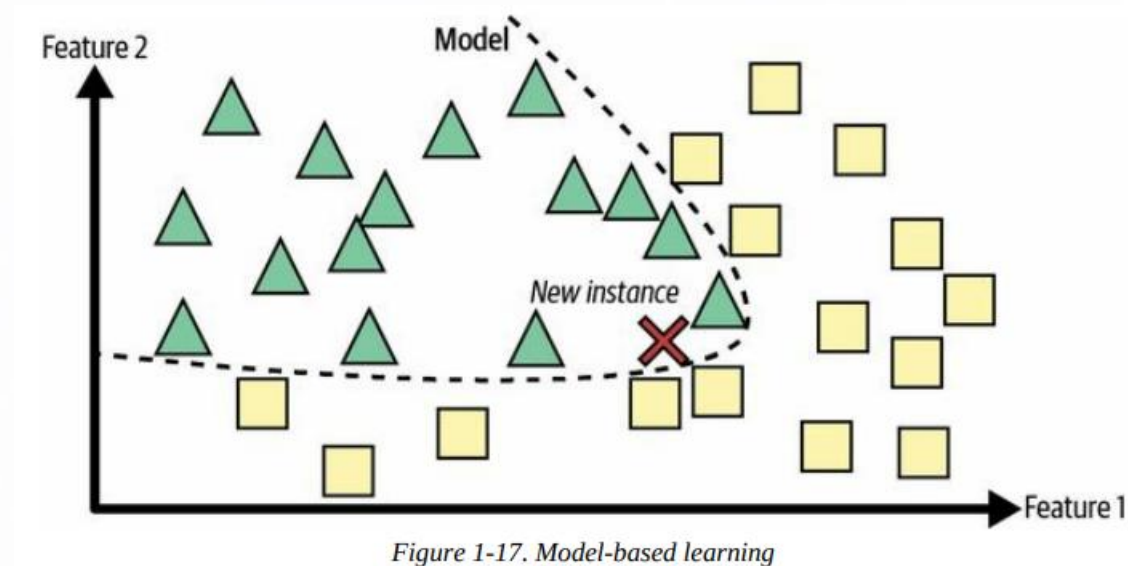 Feature 2
Model
New instance
Feature 1
Figure 1-17. Model-based learning